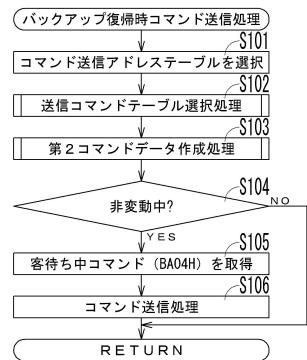 バックアップ復帰時コマンド送信処理
S101
コマンド送信アドレステーブルを選択
S102
送信コマンドテーブル選択処理
S103
第2コマンドデータ作成処理
S104
非変動中?
NO
YES
S105
客待ち中コマンド(BA04H)を取得
S106
コマンド送信処理
RETURN